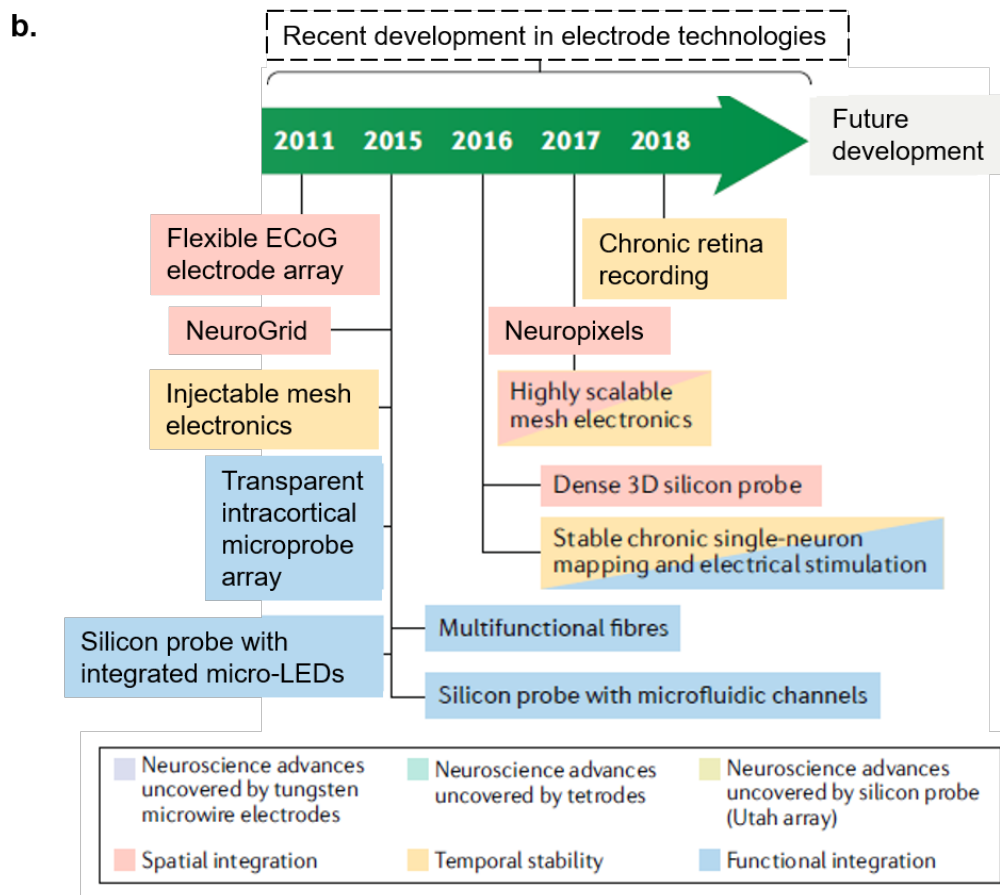 b.
Recent development in electrode technologies
2011 2015 2016 2017 2018
Future
development
Flexible ECoG
electrode array
Chronic retina
recording
NeuroGrid
Neuropixels
Injectable mesh
electronics
Highly scalable
mesh electronics
Transparent
intracortical
microprobe
array
Dense 3D silicon probe
Stable chronic single-neuron
mapping and electrical stimulation
Silicon probe with
integrated micro-LEDs
Multifunctional fibres
Silicon probe with microfluidic channels
Neuroscience advances
uncovered by tungsten
microwire electrodes
Neuroscience advances
uncovered by tetrodes
Neuroscience advances
uncovered by silicon probe
(Utah array)
Spatial integration
Temporal stability
Functional integration